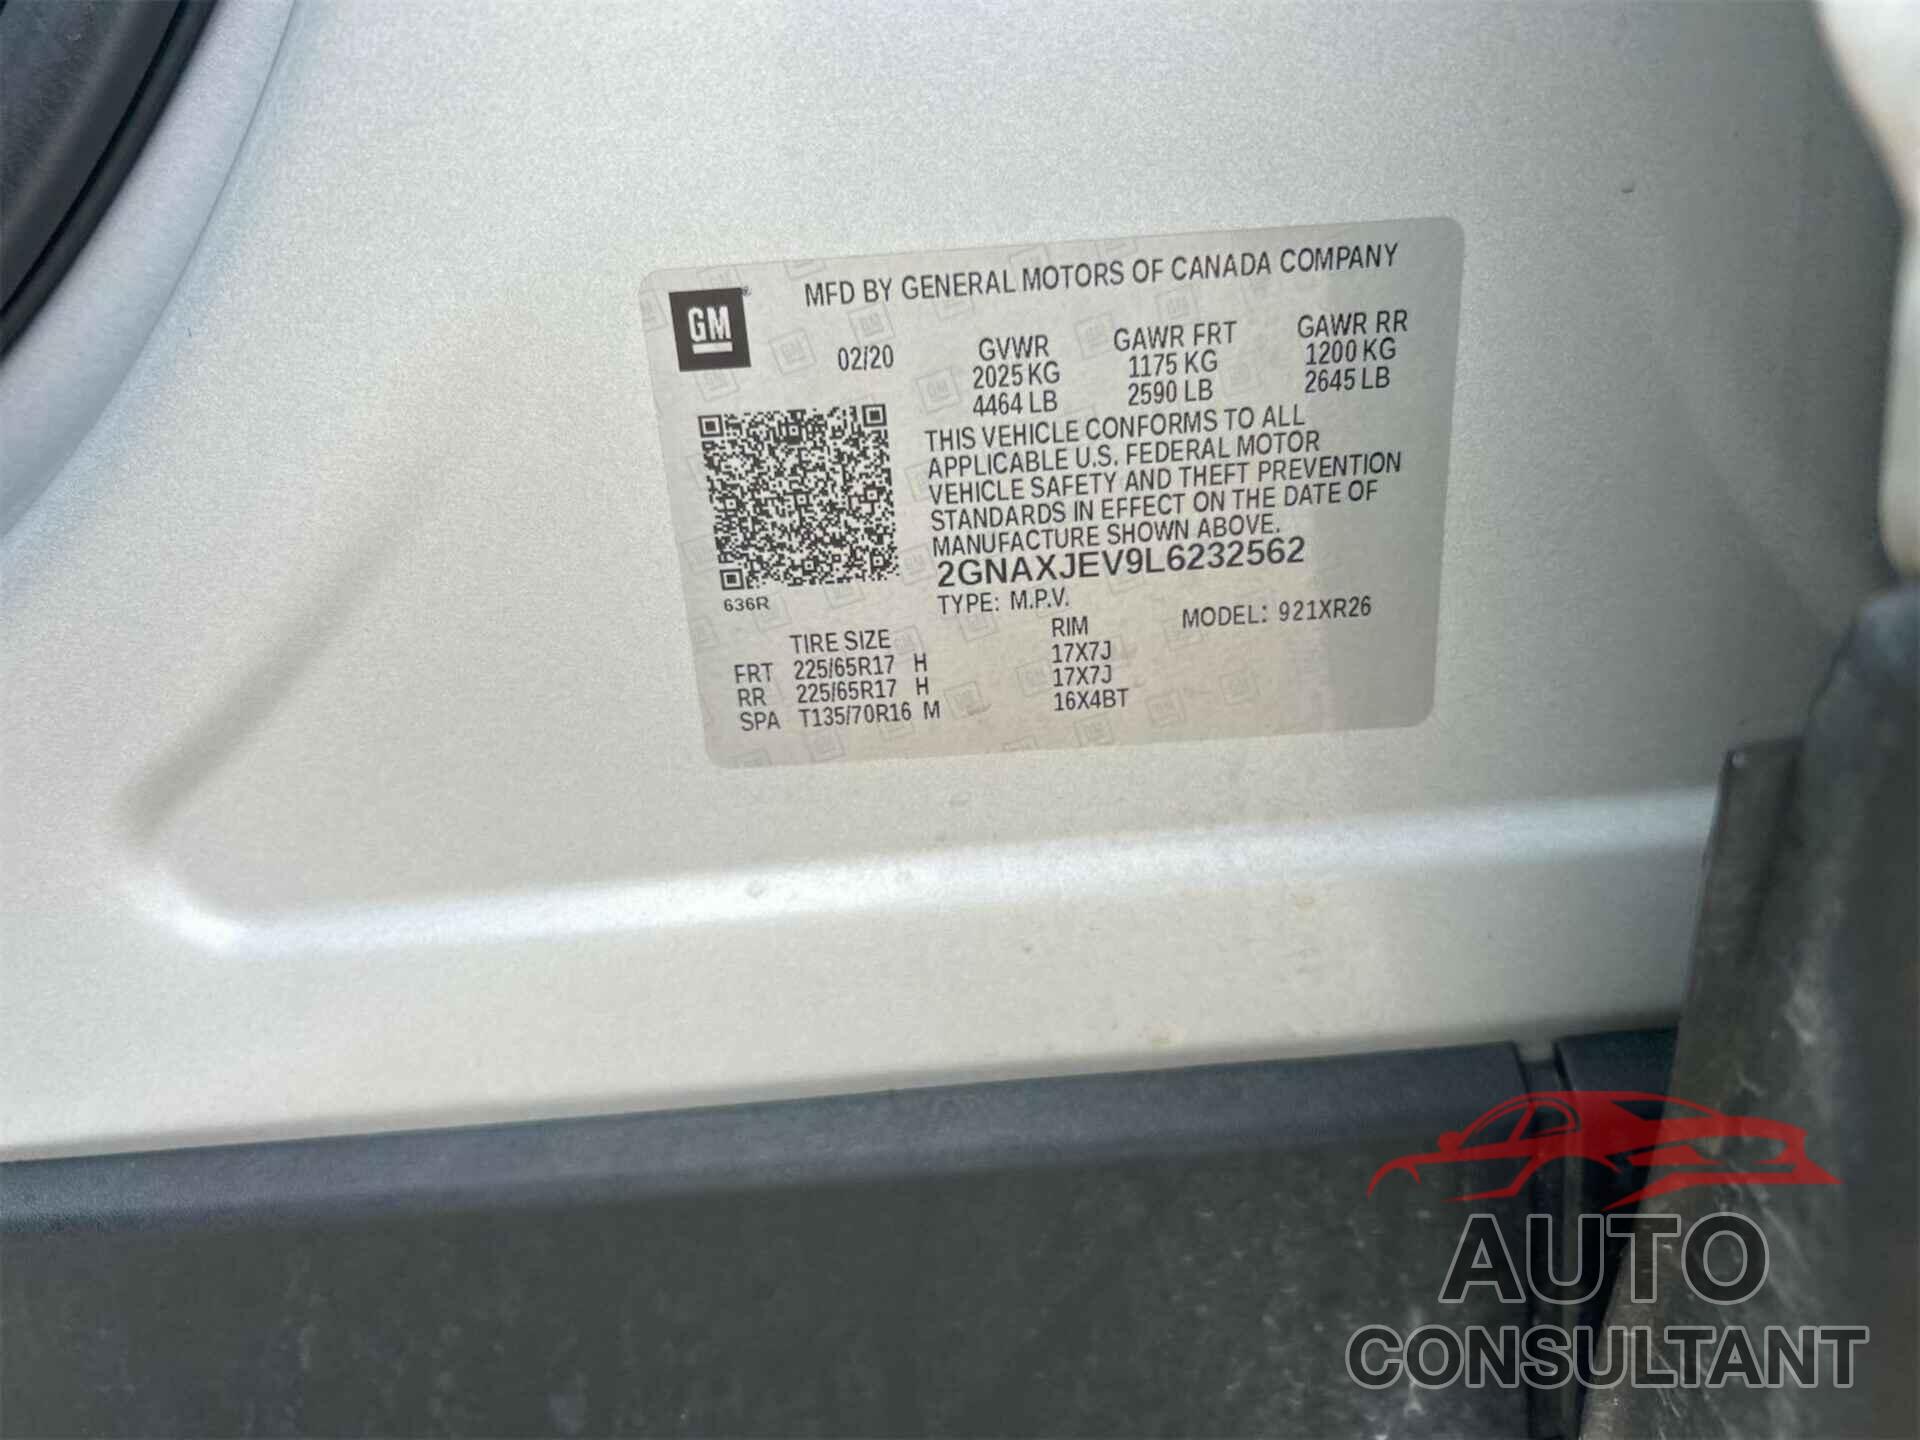 MFD BY GENERAL MOTORS OF CANADA COMPANY
GM ®
02/20 GVWR GAWR FRT GAWR RR
2025 KG 1175 KG 1200 KG
4464 LB 2590 LB 2645 LB
THIS VEHICLE CONFORMS TO ALL
APPLICABLE U.S. FEDERAL MOTOR
VEHICLE SAFETY AND THEFT PREVENTION
STANDARDS IN EFFECT ON THE DATE OF
MANUFACTURE SHOWN ABOVE.
2GNAXJEV9L6232562
636R
TYPE: M.P.V. MODEL: 921XR26
TIRE SIZE RIM
FRT 225/65R17 H 17X7J
RR 225/65R17 H 17X7J
SPA T135/70R16 M 16X4BT
AUTO
CONSULTANT